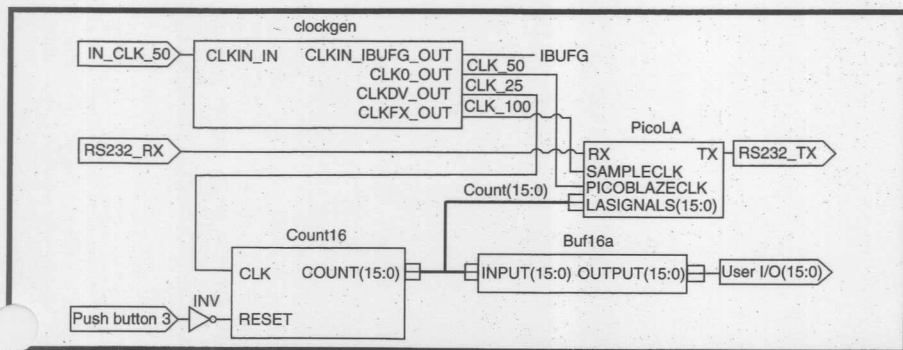 clockgen
IN_CLK_50
CLKIN_IN
CLKIN_IBUFG_OUT
IBUFG
CLK0_OUT
CLK_50
CLKDV_OUT
CLK_25
CLKFX_OUT
CLK_100
PicoLA
RS232_RX
RX
TX
RS232_TX
SAMPLECLK
PICOBLAZECLK
LASIGNALS(15:0)
Count(15:0)
Count16
Buf16a
CLK
COUNT(15:0)
INPUT(15:0)
OUTPUT(15:0)
User I/O(15:0)
Push button 3
INV
RESET